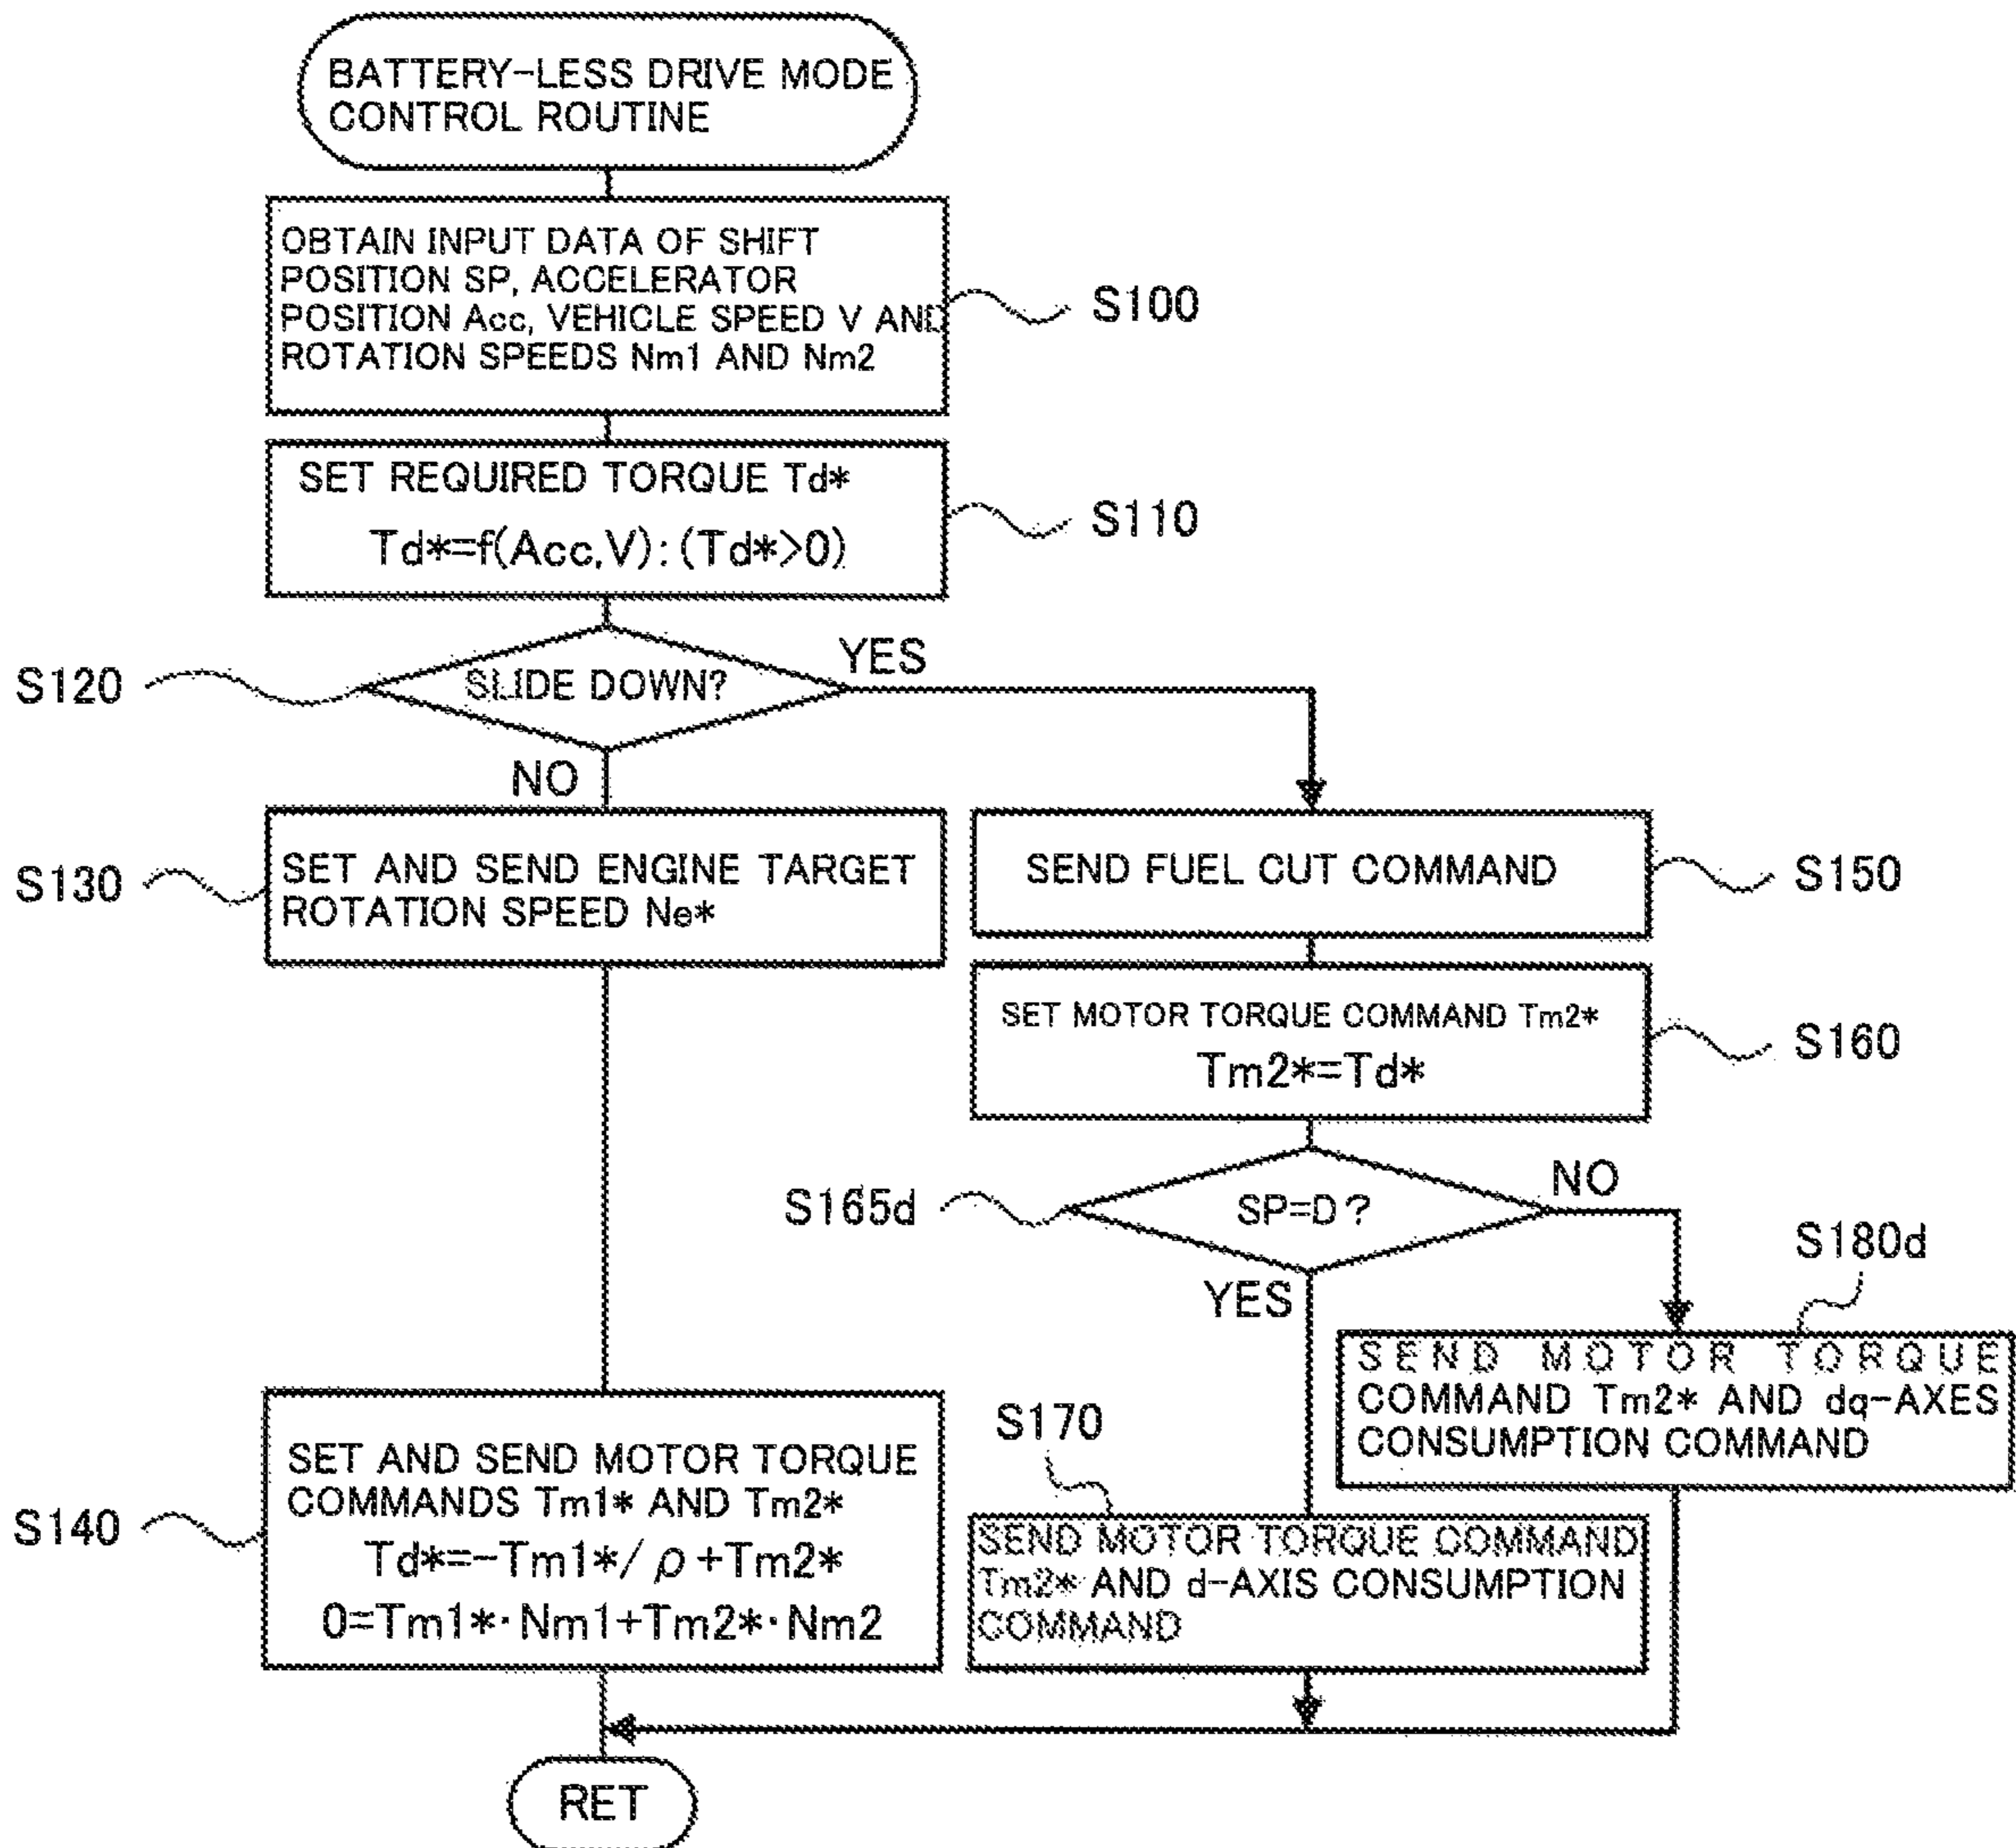 BATTERY-LESS DRIVE MODE
CONTROL ROUTINE
OBTAIN INPUT DATA OF SHIFT
POSITION SP, ACCELERATOR
POSITION Acc, VEHICLE SPEED V AND
ROTATION SPEEDS Nm1 AND Nm2
S100
SET REQUIRED TORQUE Td*
Td*=f(Acc,V):(Td*>0)
S110
S120
SLIDE DOWN?
YES
NO
S130
SET AND SEND ENGINE TARGET
ROTATION SPEED Ne*
SEND FUEL CUT COMMAND
S150
SET MOTOR TORQUE COMMAND Tm2*
Tm2*=Td*
S160
S165d
SP=D?
NO
YES
S180d
SEND MOTOR TORQUE
COMMAND Tm2* AND dq-AXES
CONSUMPTION COMMAND
S170
SEND MOTOR TORQUE COMMAND
Tm2* AND d-AXIS CONSUMPTION
COMMAND
S140
SET AND SEND MOTOR TORQUE
COMMANDS Tm1* AND Tm2*
Td*=-Tm1*/ρ+Tm2*
0=Tm1*·Nm1+Tm2*·Nm2
RET